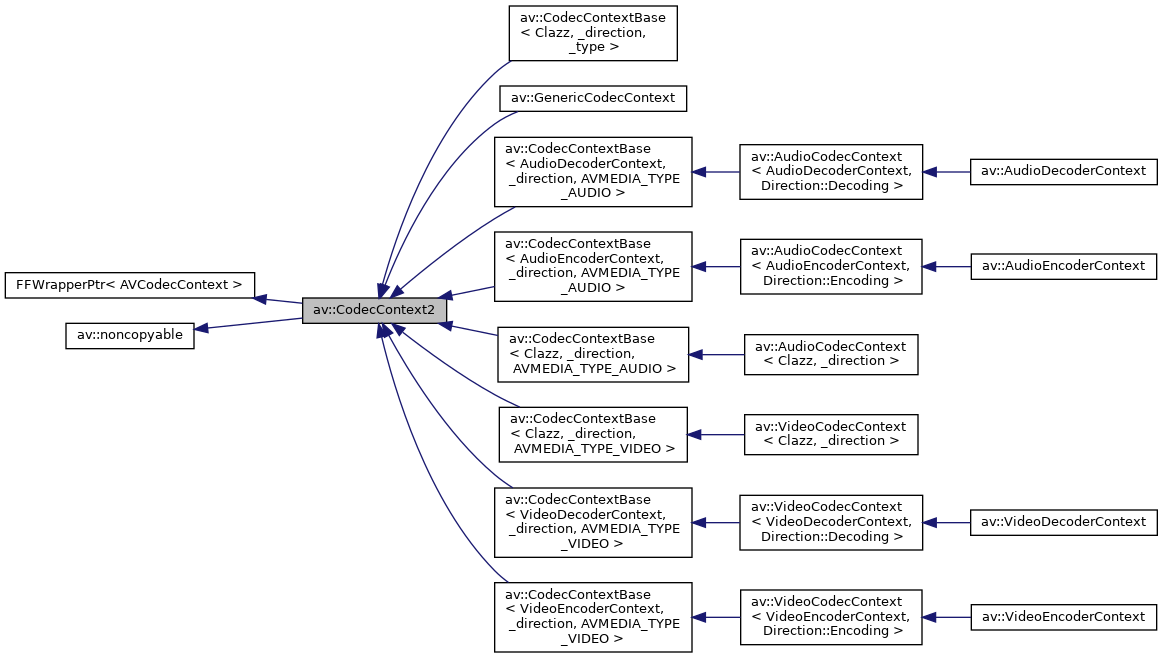 av::CodecContextBase
< Clazz, _direction,
_type >
av::GenericCodecContext
av::CodecContextBase
< AudioDecoderContext,
_direction, AVMEDIA_TYPE
_AUDIO >
av::AudioCodecContext
< AudioDecoderContext,
Direction::Decoding >
av::AudioDecoderContext
av::CodecContextBase
< AudioEncoderContext,
_direction, AVMEDIA_TYPE
_AUDIO >
av::AudioCodecContext
< AudioEncoderContext,
Direction::Encoding >
av::AudioEncoderContext
FFWrapperPtr< AVCodecContext >
av::noncopyable
av::CodecContext2
av::CodecContextBase
< Clazz, _direction,
AVMEDIA_TYPE_AUDIO >
av::AudioCodecContext
< Clazz, _direction >
av::CodecContextBase
< Clazz, _direction,
AVMEDIA_TYPE_VIDEO >
av::VideoCodecContext
< Clazz, _direction >
av::CodecContextBase
< VideoDecoderContext,
_direction, AVMEDIA_TYPE
_VIDEO >
av::VideoCodecContext
< VideoDecoderContext,
Direction::Decoding >
av::VideoDecoderContext
av::CodecContextBase
< VideoEncoderContext,
_direction, AVMEDIA_TYPE
_VIDEO >
av::VideoCodecContext
< VideoEncoderContext,
Direction::Encoding >
av::VideoEncoderContext